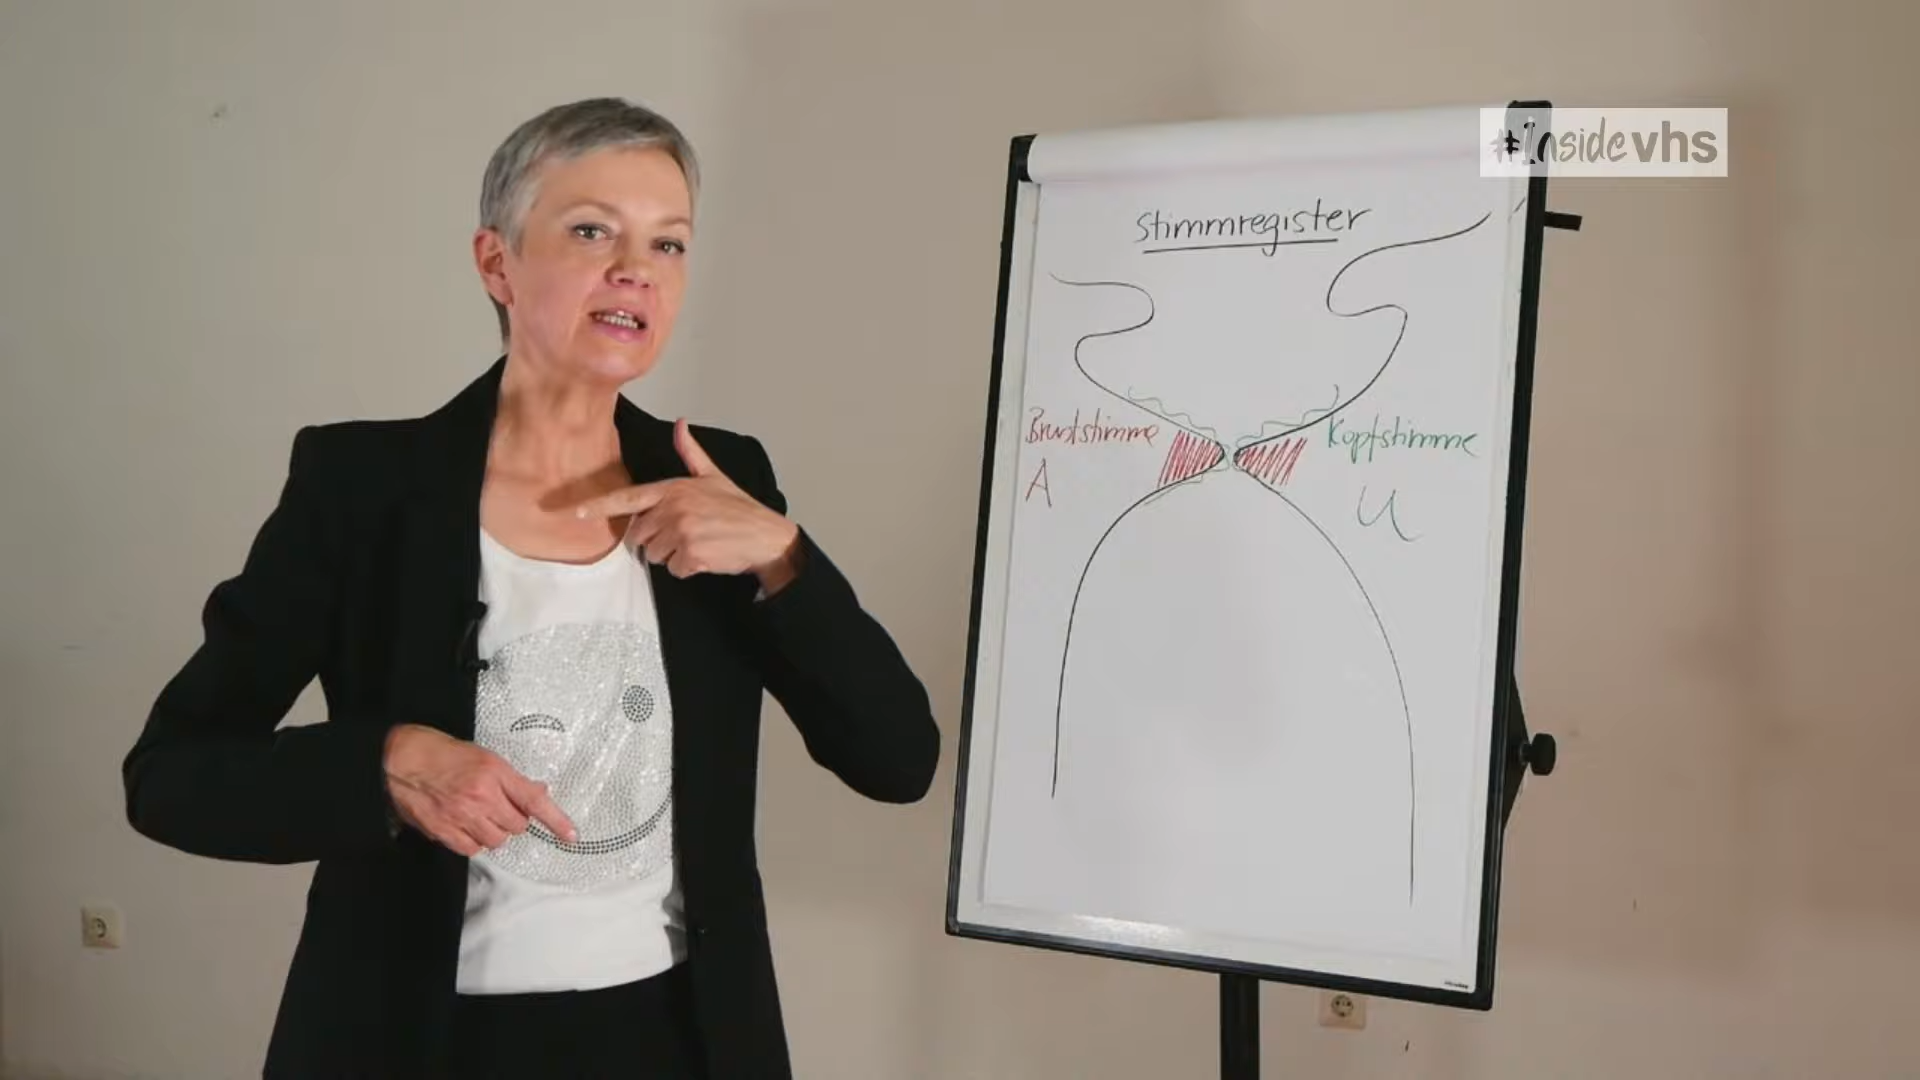 #Insidevhs
Stimmregister
Bruststimme
A
Kopfstimme
U